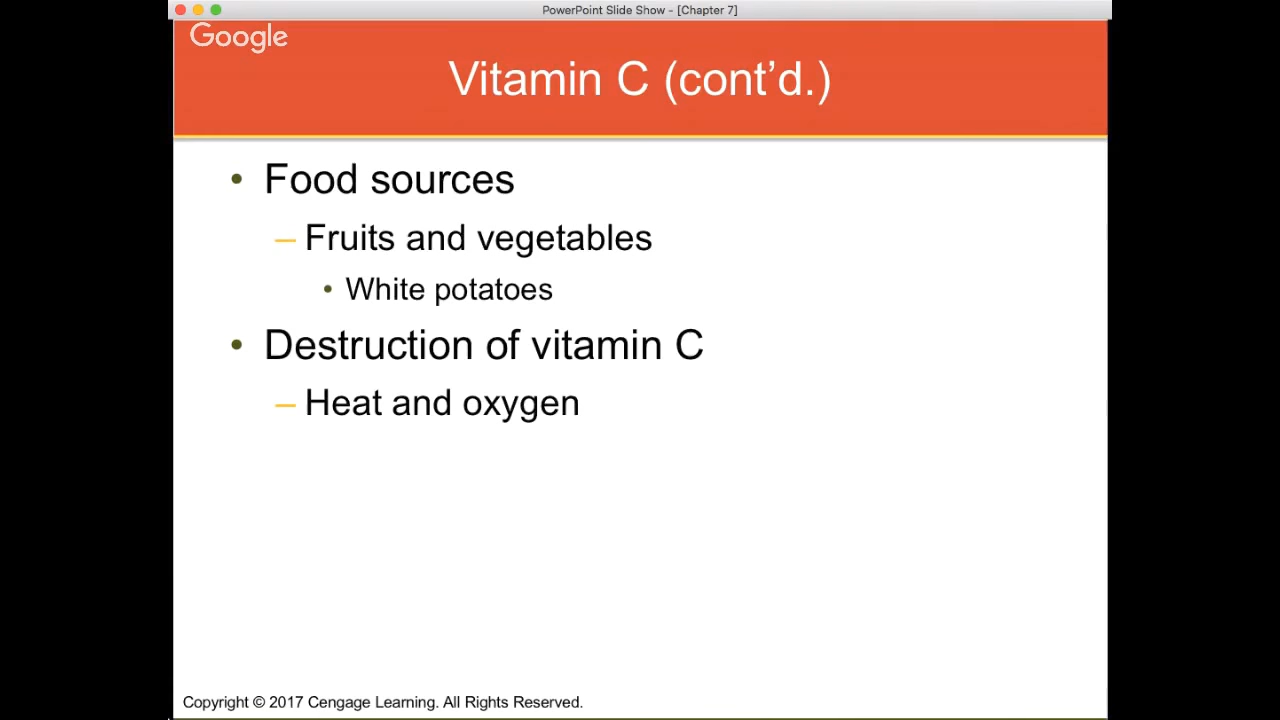 PowerPoint Slide Show - [Chapter 7]
Google
Vitamin C (cont’d.)
• Food sources
– Fruits and vegetables
• White potatoes
• Destruction of vitamin C
– Heat and oxygen
Copyright © 2017 Cengage Learning. All Rights Reserved.